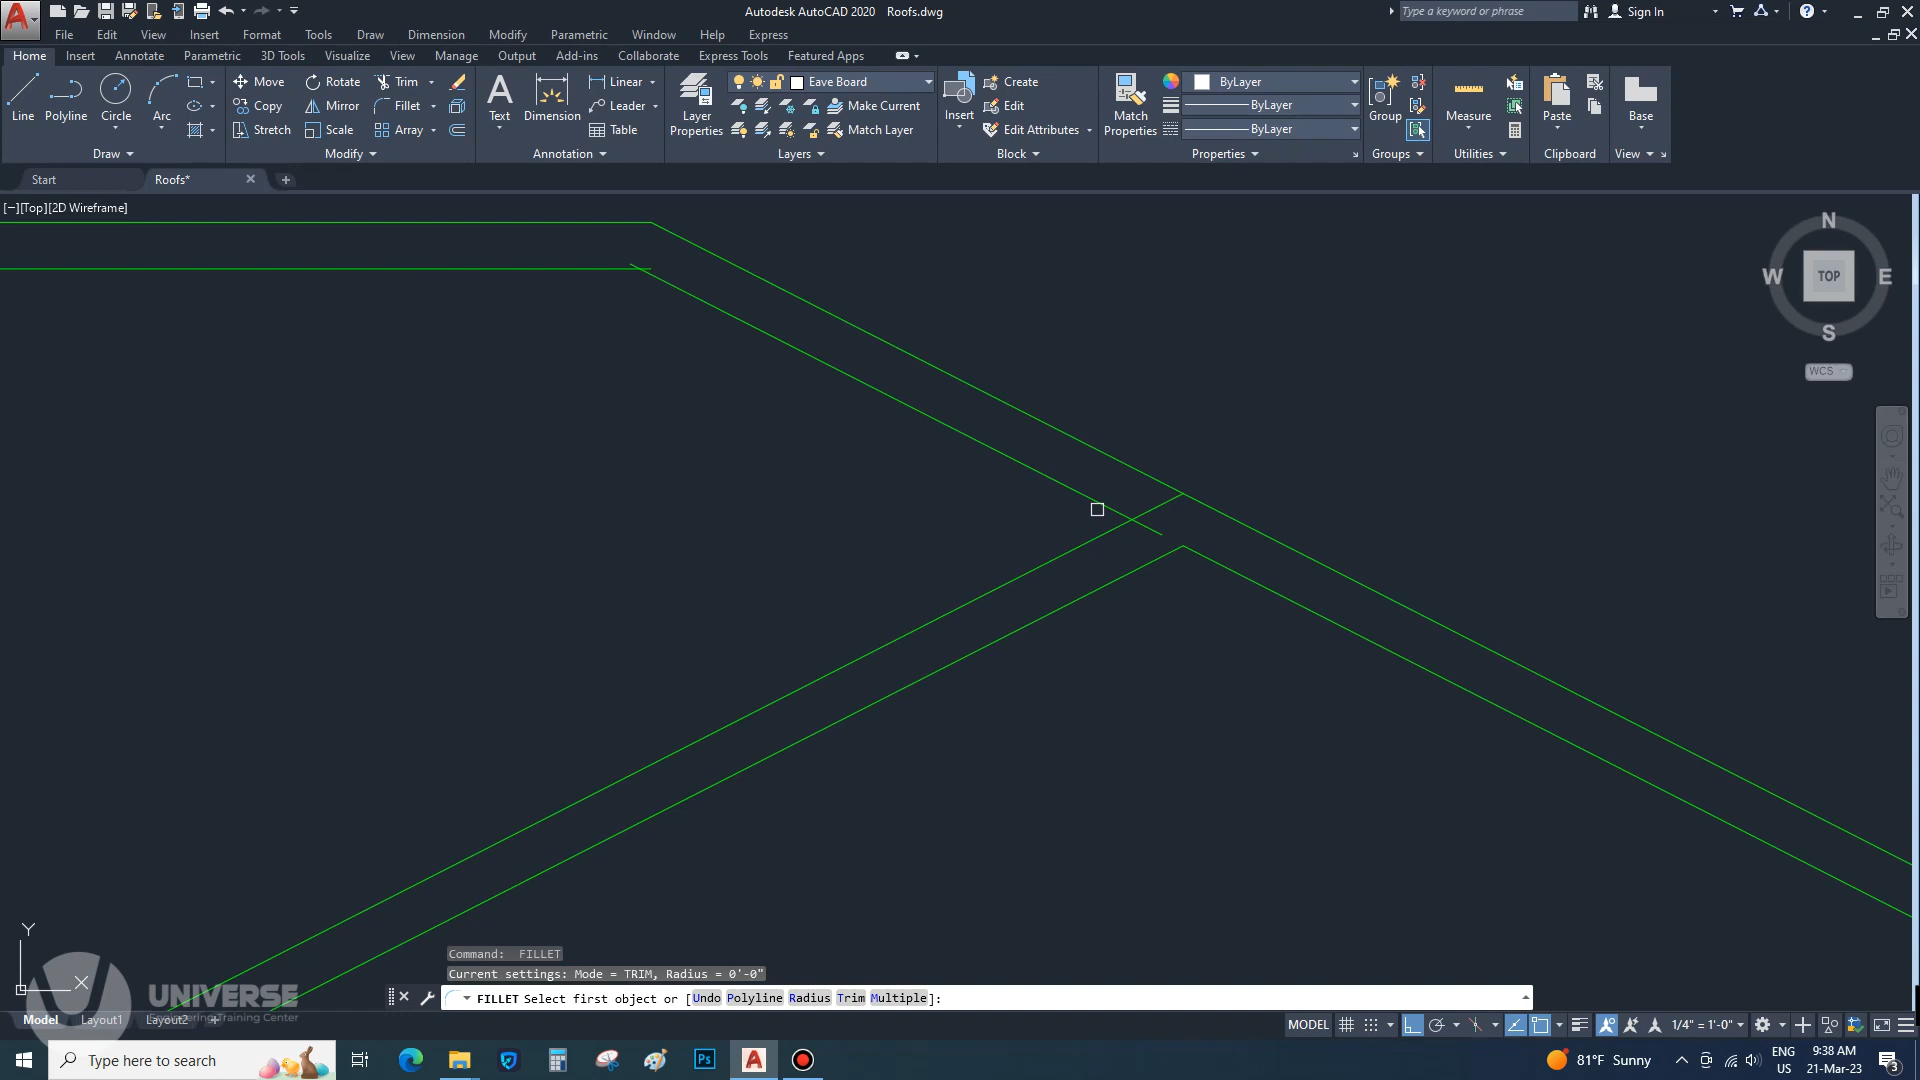 Autodesk AutoCAD 2020 Roofs.dwg
Type a keyword or phrase
Sign In
File Edit View Insert Format Tools Draw Dimension Modify Parametric Window Help Express
Home Insert Annotate Parametric 3D Tools Visualize View Manage Output Add-ins Collaborate Express Tools Featured Apps
Line Polyline Circle Arc
Move Rotate Trim
Copy Mirror Fillet
Stretch Scale Array
Text Dimension
Linear
Leader
Table
Layer Properties
Eave Board
Make Current
Match Layer
Insert
Create
Edit
Edit Attributes
Match Properties
ByLayer
ByLayer
ByLayer
Group
Measure
Paste
Base
Draw Modify Annotation Layers Block Properties Groups Utilities Clipboard View
Start Roofs*
[−][Top][2D Wireframe]
N
W TOP E
S
WCS
Y
X
UNIVERSE
Engineering Training Center
Command: FILLET
Current settings: Mode = TRIM, Radius = 0'-0"
FILLET Select first object or [Undo Polyline Radius Trim Multiple]:
Model Layout1 Layout2
MODEL 1/4" = 1'-0"
Type here to search
Ps
A
81°F Sunny
ENG
US
9:38 AM
21-Mar-23
3